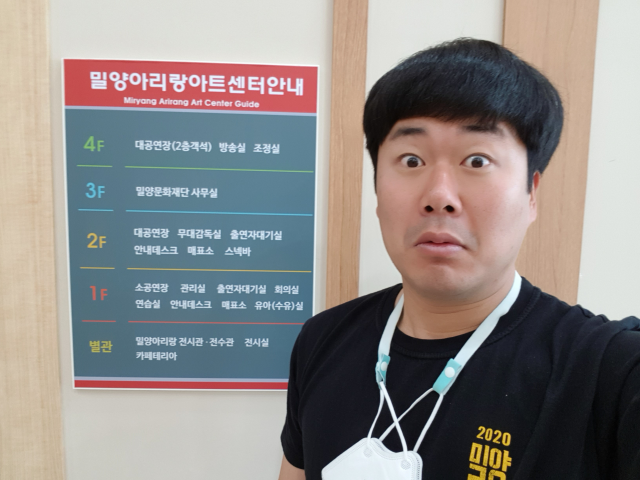 밀양아리랑아트센터안내
Miryang Arirang Art Center Guide
4F 대공연장(2층객석) 방송실 조정실
3F 밀양문화재단 사무실
2F 대공연장 무대감독실 출연자대기실
안내데스크 매표소 스넥바
1F 소공연장 관리실 출연자대기실 회의실
연습실 안내데스크 매표소 유아(수유)실
별관 밀양아리랑 전시관·전수관 전시실
카페테리아
2020
밀양